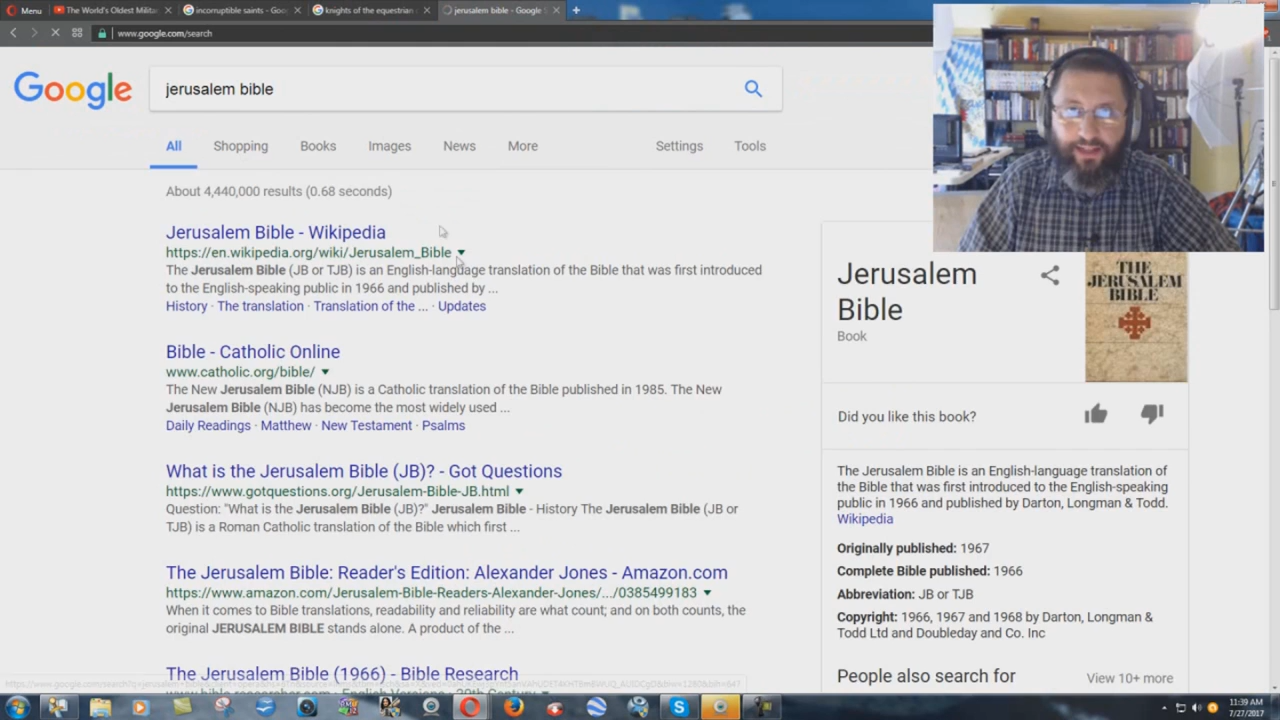 Menu
The World's Oldest Milita
incorruptible saints - Goo
knights of the equestrian
jerusalem bible - Google S
www.google.com/search
Google
jerusalem bible
All
Shopping
Books
Images
News
More
Settings
Tools
About 4,440,000 results (0.68 seconds)
Jerusalem Bible - Wikipedia
https://en.wikipedia.org/wiki/Jerusalem_Bible
The Jerusalem Bible (JB or TJB) is an English-language translation of the Bible that was first introduced
to the English-speaking public in 1966 and published by ...
History · The translation · Translation of the ... · Updates
Bible - Catholic Online
www.catholic.org/bible/
The New Jerusalem Bible (NJB) is a Catholic translation of the Bible published in 1985. The New
Jerusalem Bible (NJB) has become the most widely used ...
Daily Readings · Matthew · New Testament · Psalms
What is the Jerusalem Bible (JB)? - Got Questions
https://www.gotquestions.org/Jerusalem-Bible-JB.html
Question: "What is the Jerusalem Bible (JB)?" Jerusalem Bible - History The Jerusalem Bible (JB or
TJB) is a Roman Catholic translation of the Bible which first ...
The Jerusalem Bible: Reader's Edition: Alexander Jones - Amazon.com
https://www.amazon.com/Jerusalem-Bible-Readers-Alexander-Jones/.../0385499183
When it comes to Bible translations, readability and reliability are what count; and on both counts, the
original JERUSALEM BIBLE stands alone. A product of the ...
The Jerusalem Bible (1966) - Bible Research
Jerusalem
Bible
Book
THE
JERUSALEM
BIBLE
Did you like this book?
The Jerusalem Bible is an English-language translation of
the Bible that was first introduced to the English-speaking
public in 1966 and published by Darton, Longman & Todd.
Wikipedia
Originally published: 1967
Complete Bible published: 1966
Abbreviation: JB or TJB
Copyright: 1966, 1967 and 1968 by Darton, Longman &
Todd Ltd and Doubleday and Co. Inc
People also search for
View 10+ more
11:39 AM
7/27/2017